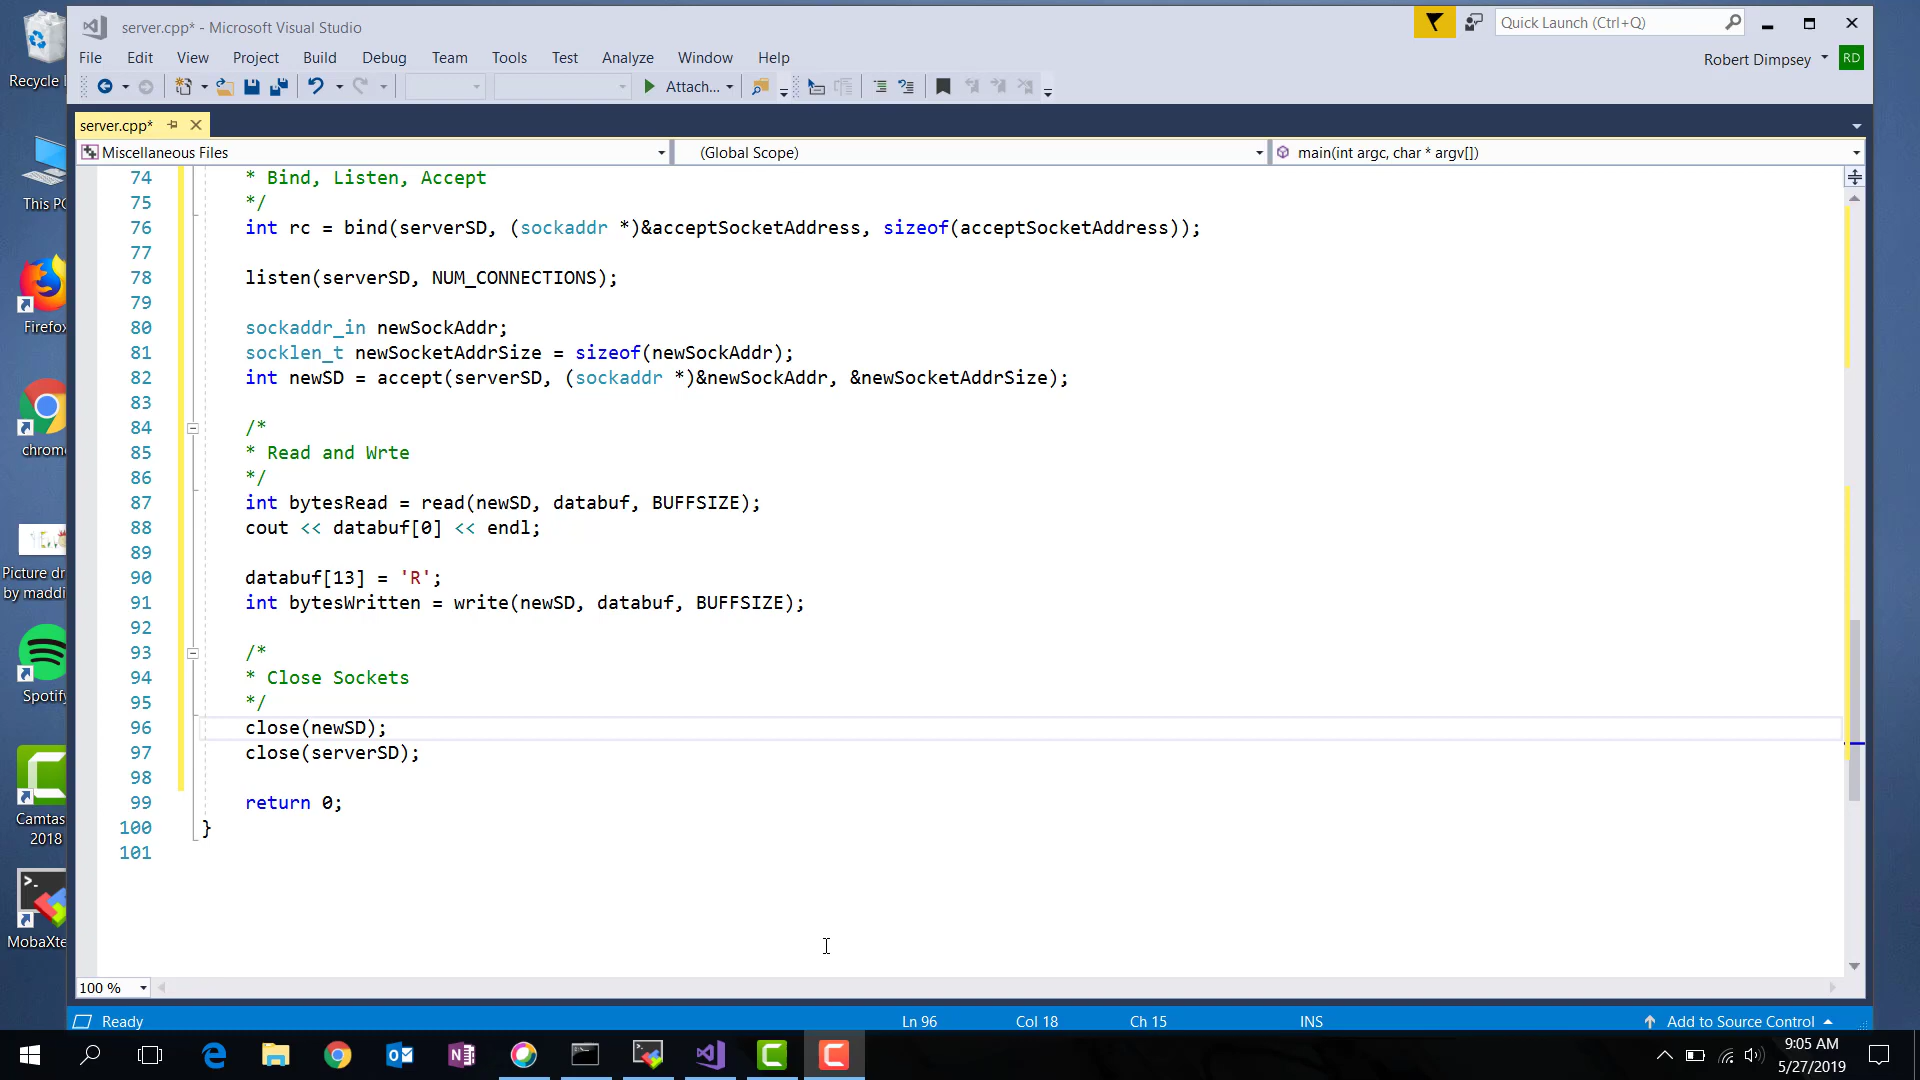 server.cpp* - Microsoft Visual Studio
Quick Launch (Ctrl+Q)
File Edit View Project Build Debug Team Tools Test Analyze Window Help
Robert Dimpsey RD
Attach...
server.cpp*
Miscellaneous Files
(Global Scope)
main(int argc, char * argv[])
74 * Bind, Listen, Accept
75 */
76 int rc = bind(serverSD, (sockaddr *)&acceptSocketAddress, sizeof(acceptSocketAddress));
77
78 listen(serverSD, NUM_CONNECTIONS);
79
80 sockaddr_in newSockAddr;
81 socklen_t newSocketAddrSize = sizeof(newSockAddr);
82 int newSD = accept(serverSD, (sockaddr *)&newSockAddr, &newSocketAddrSize);
83
84 /*
85 * Read and Wrte
86 */
87 int bytesRead = read(newSD, databuf, BUFFSIZE);
88 cout << databuf[0] << endl;
89
90 databuf[13] = 'R';
91 int bytesWritten = write(newSD, databuf, BUFFSIZE);
92
93 /*
94 * Close Sockets
95 */
96 close(newSD);
97 close(serverSD);
98
99 return 0;
100 }
101
100 %
Ready
Ln 96
Col 18
Ch 15
INS
Add to Source Control
Recycle
This PC
Firefox
chrome
Picture dr
by maddi
Spotify
Camtas
2018
MobaXte
9:05 AM
5/27/2019